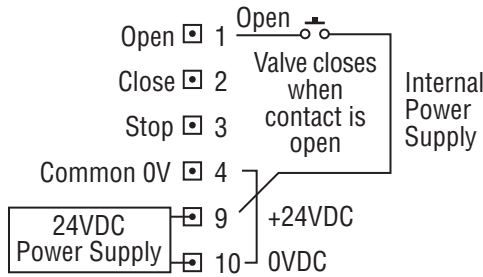 Open 1 Open
Close 2
Stop 3
Common 0V 4
24VDC
Power Supply
9 +24VDC
10 0VDC
Valve closes
when
contact is
open
Internal
Power
Supply